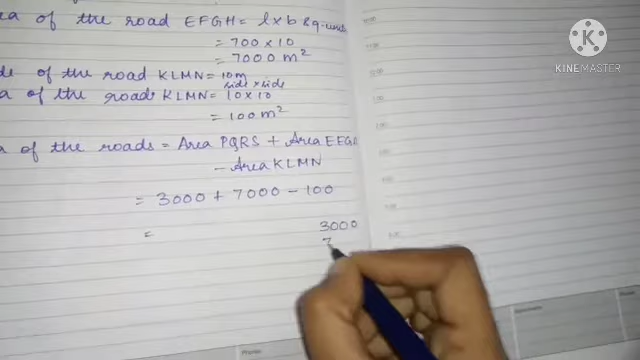 ea of the road EFGH = l × b sq-units
= 700 × 10
= 7000 m²
de of the road KLMN = 10m
side × side
a of the roads KLMN = 10 × 10
= 100 m²
a of the roads = Area PQRS + Area EFGH
- Area KLMN
= 3000 + 7000 - 100
=
3000
7
K
KINEMASTER